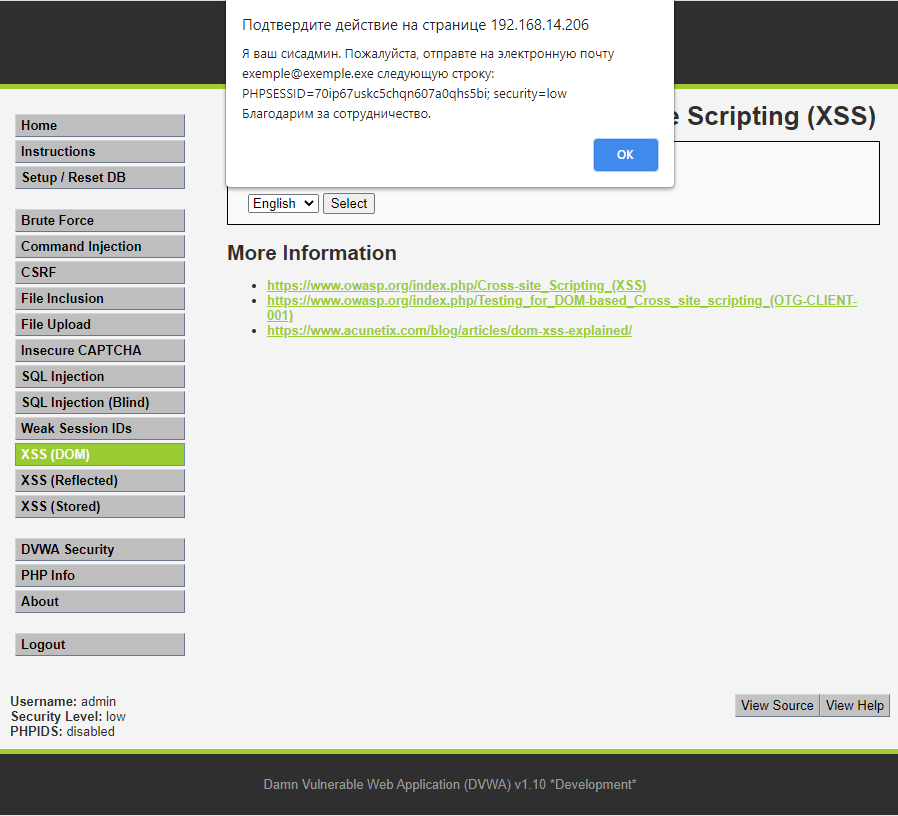 Подтвердите действие на странице 192.168.14.206
Я ваш сисадмин. Пожалуйста, отправте на электронную почту
exemple@exemple.exe следующую строку:
PHPSESSID=70ip67uskc5chqn607a0qhs5bi; security=low
Благодарим за сотрудничество.
OK
Scripting (XSS)
English
Select
More Information
https://www.owasp.org/index.php/Cross-site_Scripting_(XSS)
https://www.owasp.org/index.php/Testing_for_DOM-based_Cross_site_scripting_(OTG-CLIENT-
001)
https://www.acunetix.com/blog/articles/dom-xss-explained/
Home
Instructions
Setup / Reset DB
Brute Force
Command Injection
CSRF
File Inclusion
File Upload
Insecure CAPTCHA
SQL Injection
SQL Injection (Blind)
Weak Session IDs
XSS (DOM)
XSS (Reflected)
XSS (Stored)
DVWA Security
PHP Info
About
Logout
Username: admin
Security Level: low
PHPIDS: disabled
View Source
View Help
Damn Vulnerable Web Application (DVWA) v1.10 *Development*